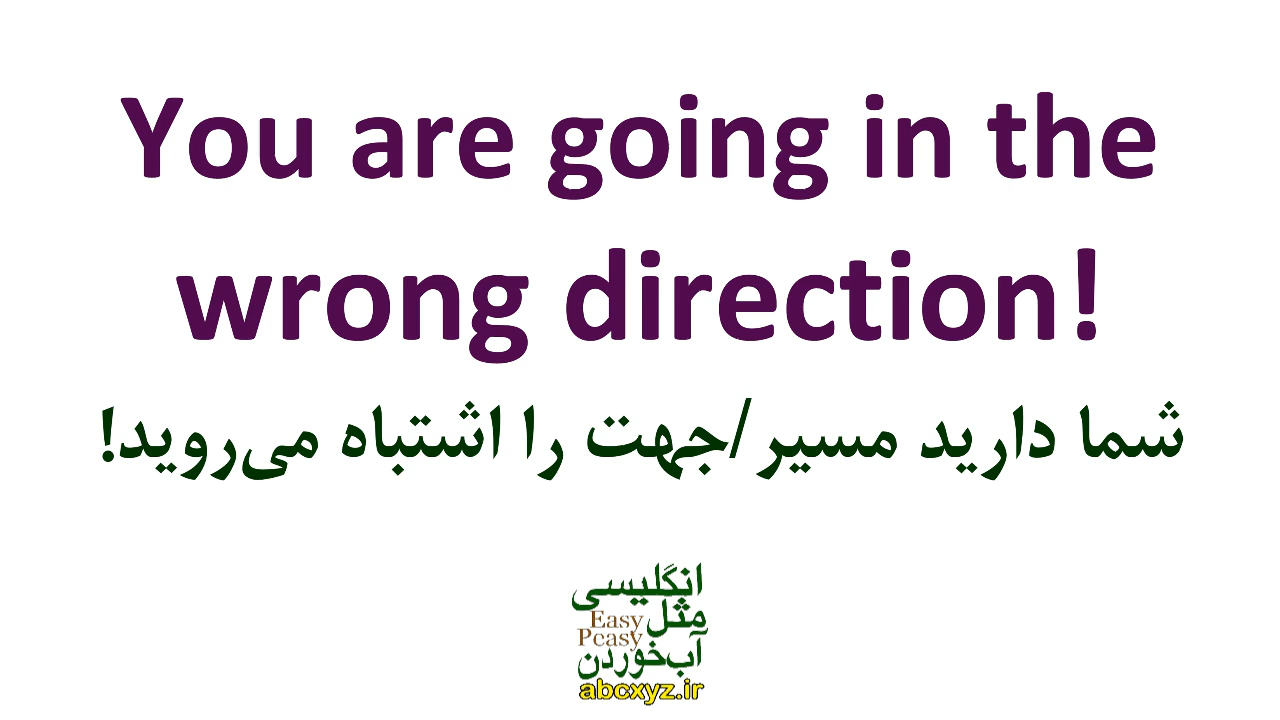 You are going in the
wrong direction!
شما دارید مسیر/جهت را اشتباه می‌روید!
انگلیسی
مثل
Easy
Peasy
آب‌خوردن
abcxyz.ir